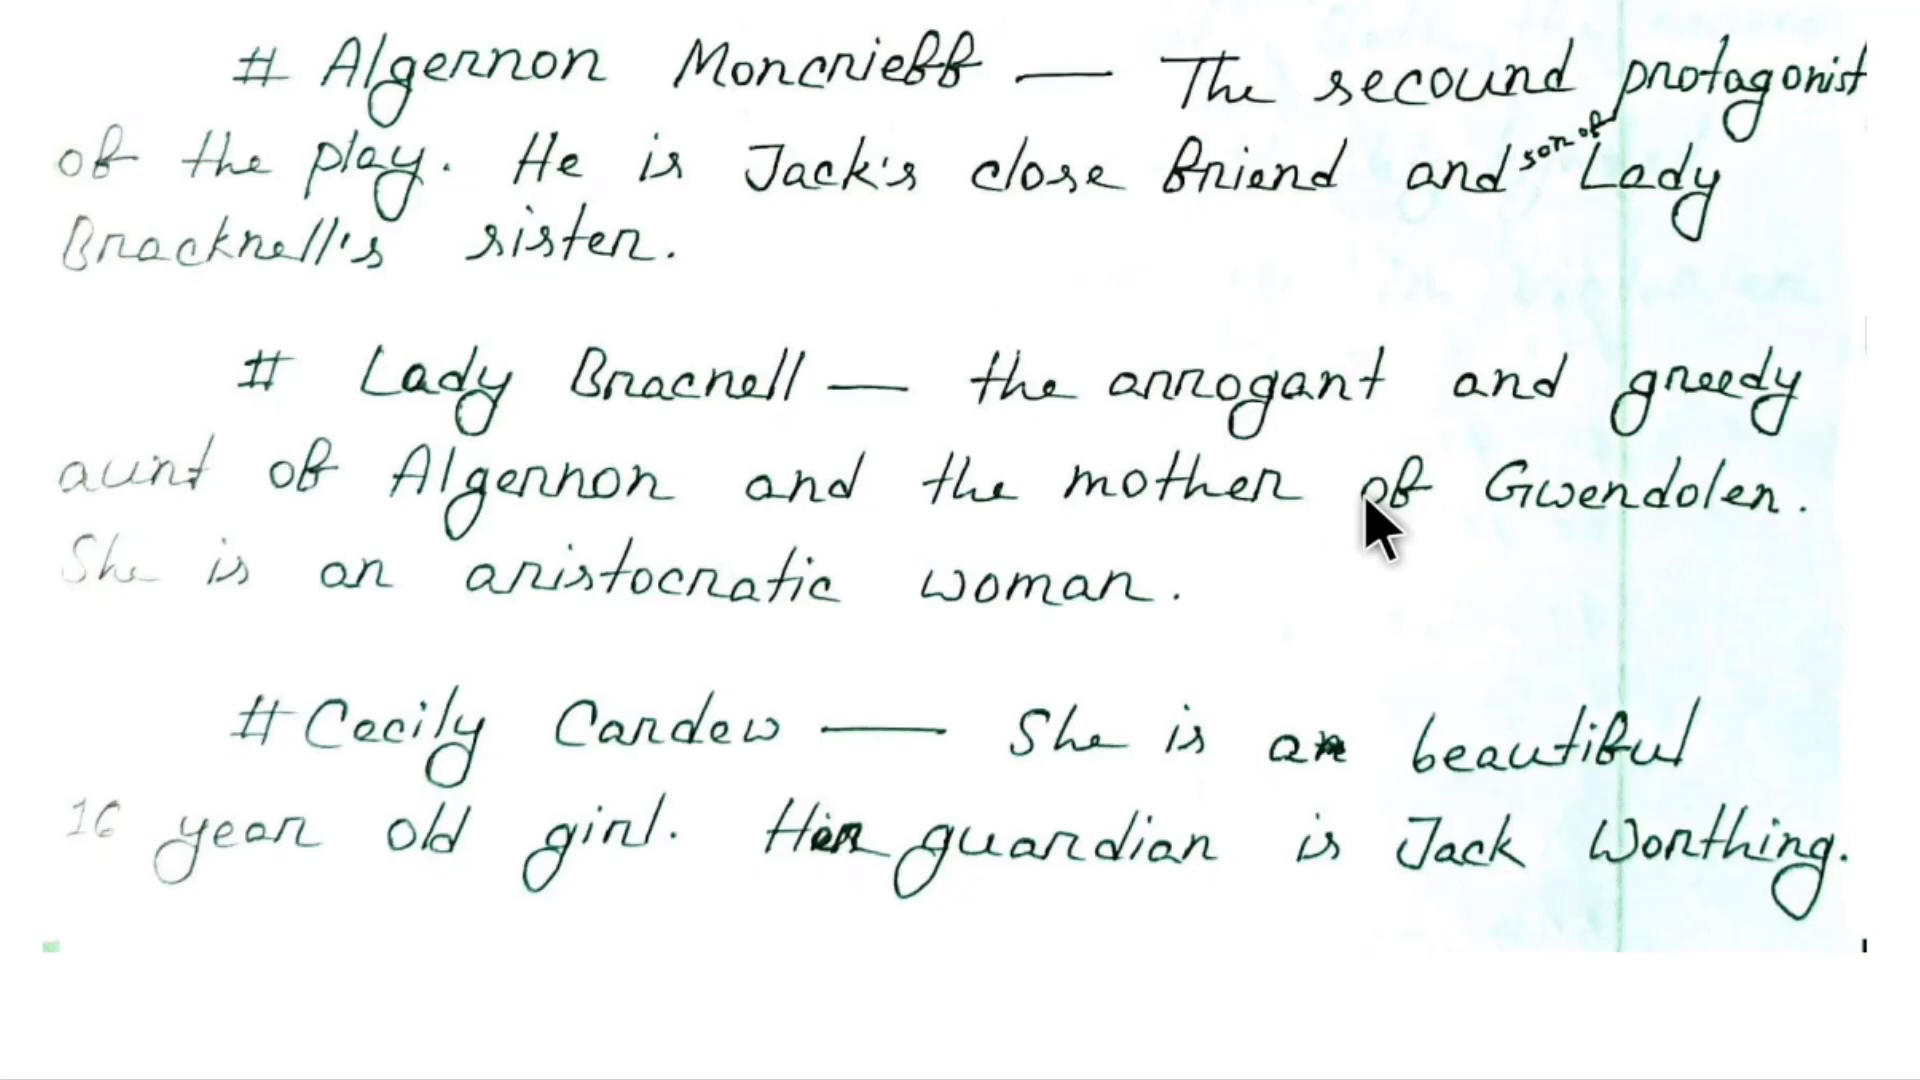 # Algernon Moncrieff — The secound protagonist
of the play. He is Jack's close friend and son of Lady
Bracknell's sister.
# Lady Bracnell — the arrogant and greedy
aunt of Algernon and the mother of Gwendolen.
She is an aristocratic woman.
# Cecily Cardew — She is a beautiful
16 year old girl. Her guardian is Jack Worthing.